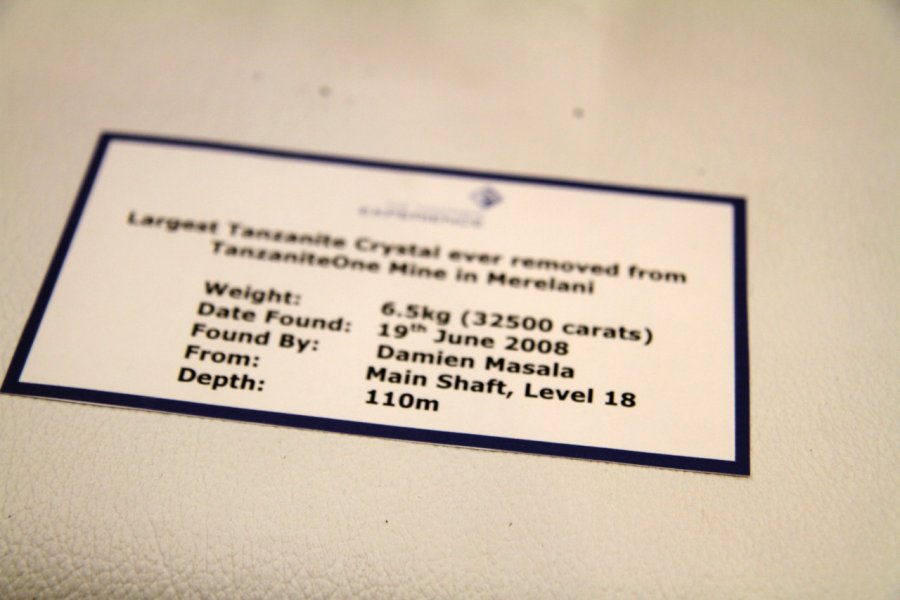 EXPERIENCE
Largest Tanzanite Crystal ever removed from
TanzaniteOne Mine in Merelani
Weight: 6.5kg (32500 carats)
Date Found: 19th June 2008
Found By: Damien Masala
From: Main Shaft, Level 18
Depth: 110m